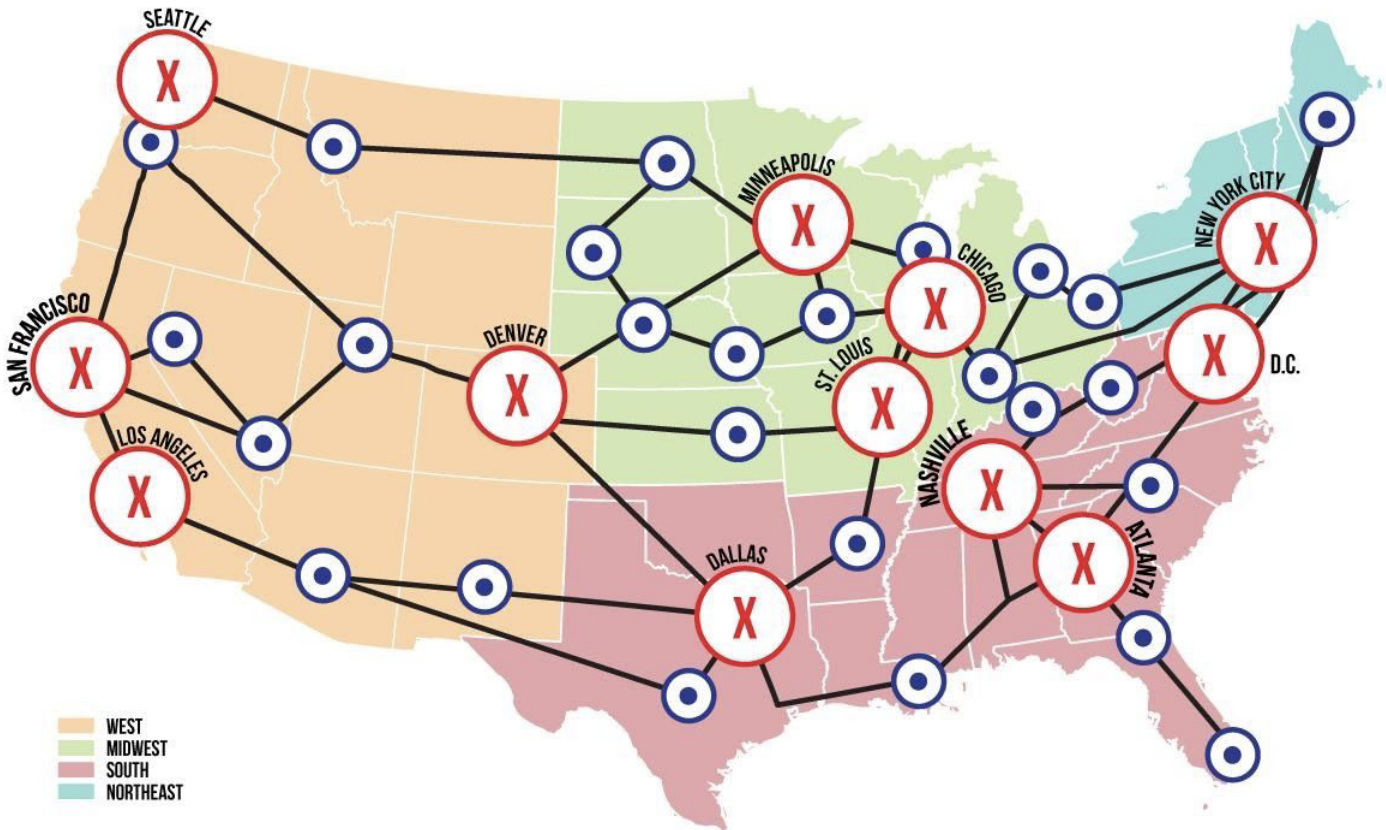 SEATTLE
X
MINNEAPOLIS
X
NEW YORK CITY
X
CHICAGO
X
SAN FRANCISCO
X
DENVER
X
ST. LOUIS
X
D.C.
X
LOS ANGELES
X
NASHVILLE
X
ATLANTA
X
DALLAS
X
WEST
MIDWEST
SOUTH
NORTHEAST